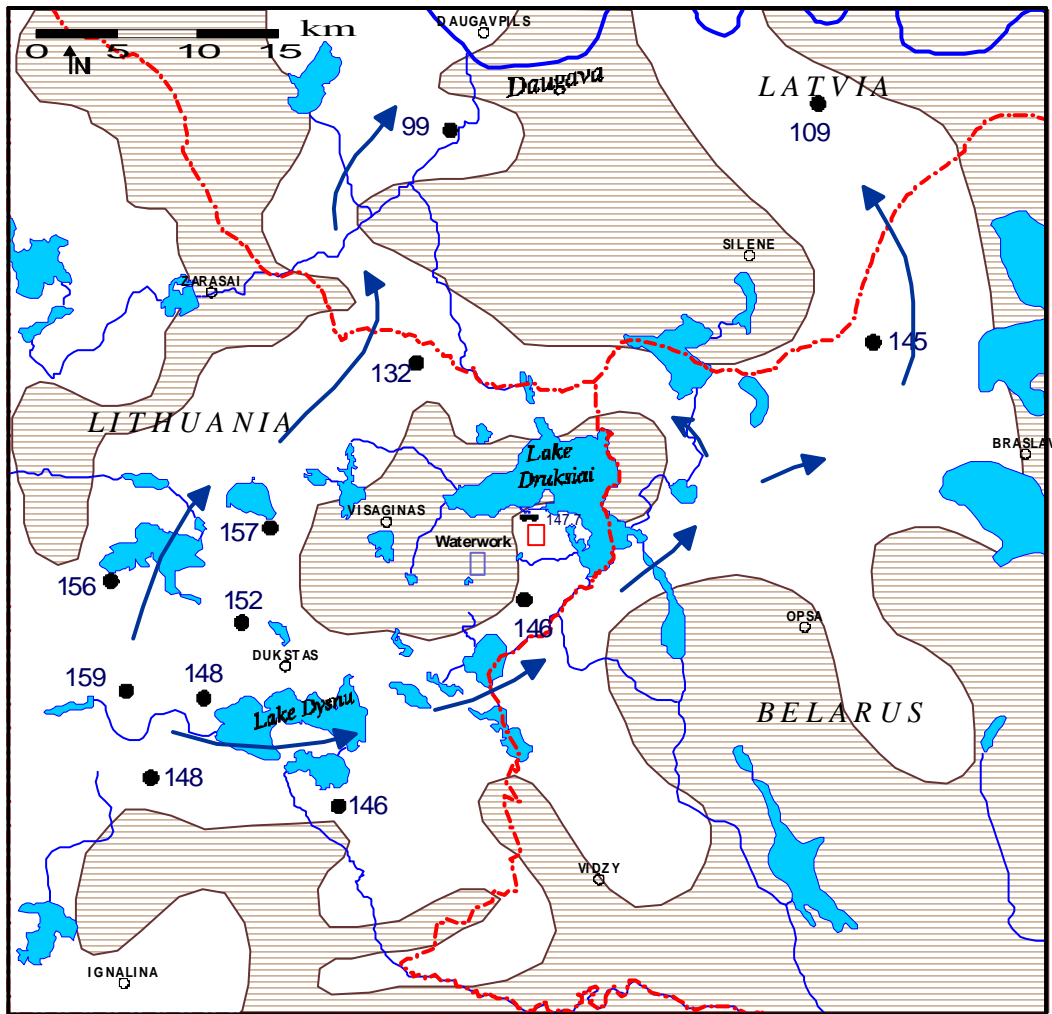 DAUGAVPILS
km
0 5 10 15
N
Daugava
LATVIA
99
109
SILENE
ZARASAI
145
132
LITHUANIA
BRASLAV
Lake
Druksiai
VISAGINAS
147.7
157
Waterwork
156
152
146
OPSA
DUKSTAS
159
148
Lake Dysnu
BELARUS
148
146
VIDZY
IGNALINA